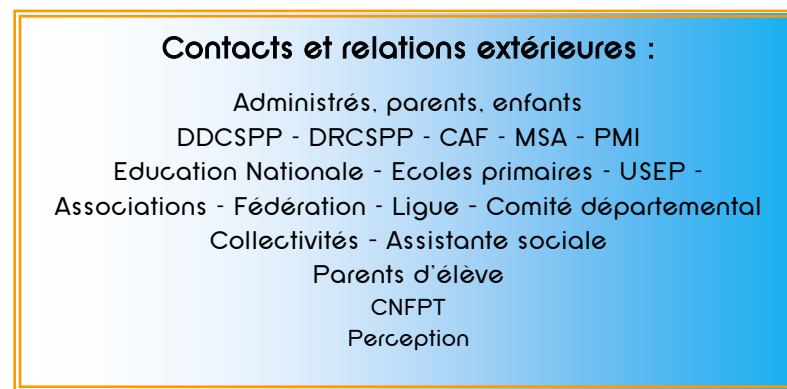 Contacts et relations extérieures :
Administrés, parents, enfants
DDCSPP - DRCSPP - CAF - MSA - PMI
Education Nationale - Ecoles primaires - USEP -
Associations - Fédération - Ligue - Comité départemental
Collectivités - Assistante sociale
Parents d'élève
CNFPT
Perception